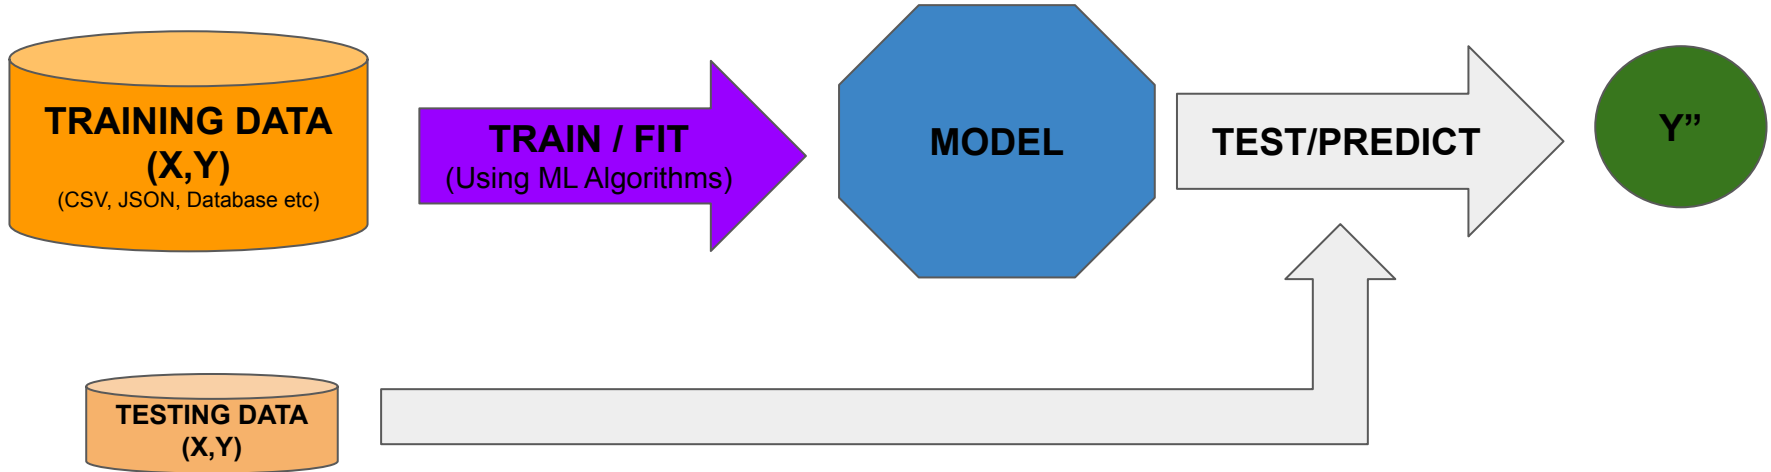 TRAINING DATA
(X,Y)
(CSV, JSON, Database etc)
TRAIN / FIT
(Using ML Algorithms)
MODEL
TEST/PREDICT
Y”
TESTING DATA
(X,Y)